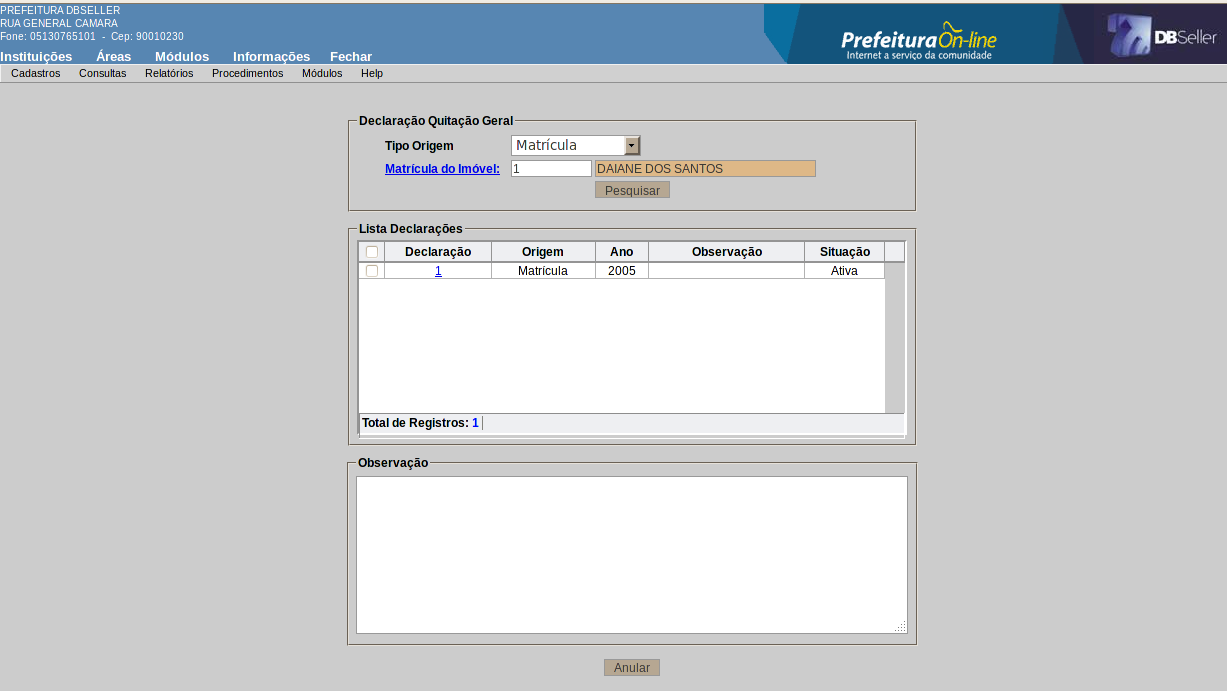 PREFEITURA DBSELLER
RUA GENERAL CAMARA
Fone: 05130765101 - Cep: 90010230
PrefeituraOn-line
Internet a serviço da comunidade
DBSeller
Instituições Áreas Módulos Informações Fechar
Cadastros Consultas Relatórios Procedimentos Módulos Help
Declaração Quitação Geral
Tipo Origem Matrícula
Matrícula do Imóvel: 1 DAIANE DOS SANTOS
Pesquisar
Lista Declarações
Declaração Origem Ano Observação Situação
1 Matrícula 2005 Ativa
Total de Registros: 1
Observação
Anular